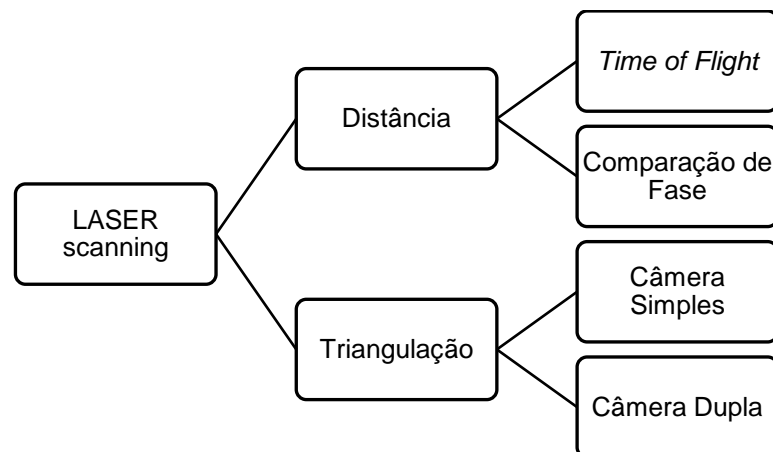 Time of Flight
Distância
Comparação de
Fase
LASER
scanning
Câmera
Simples
Triangulação
Câmera Dupla